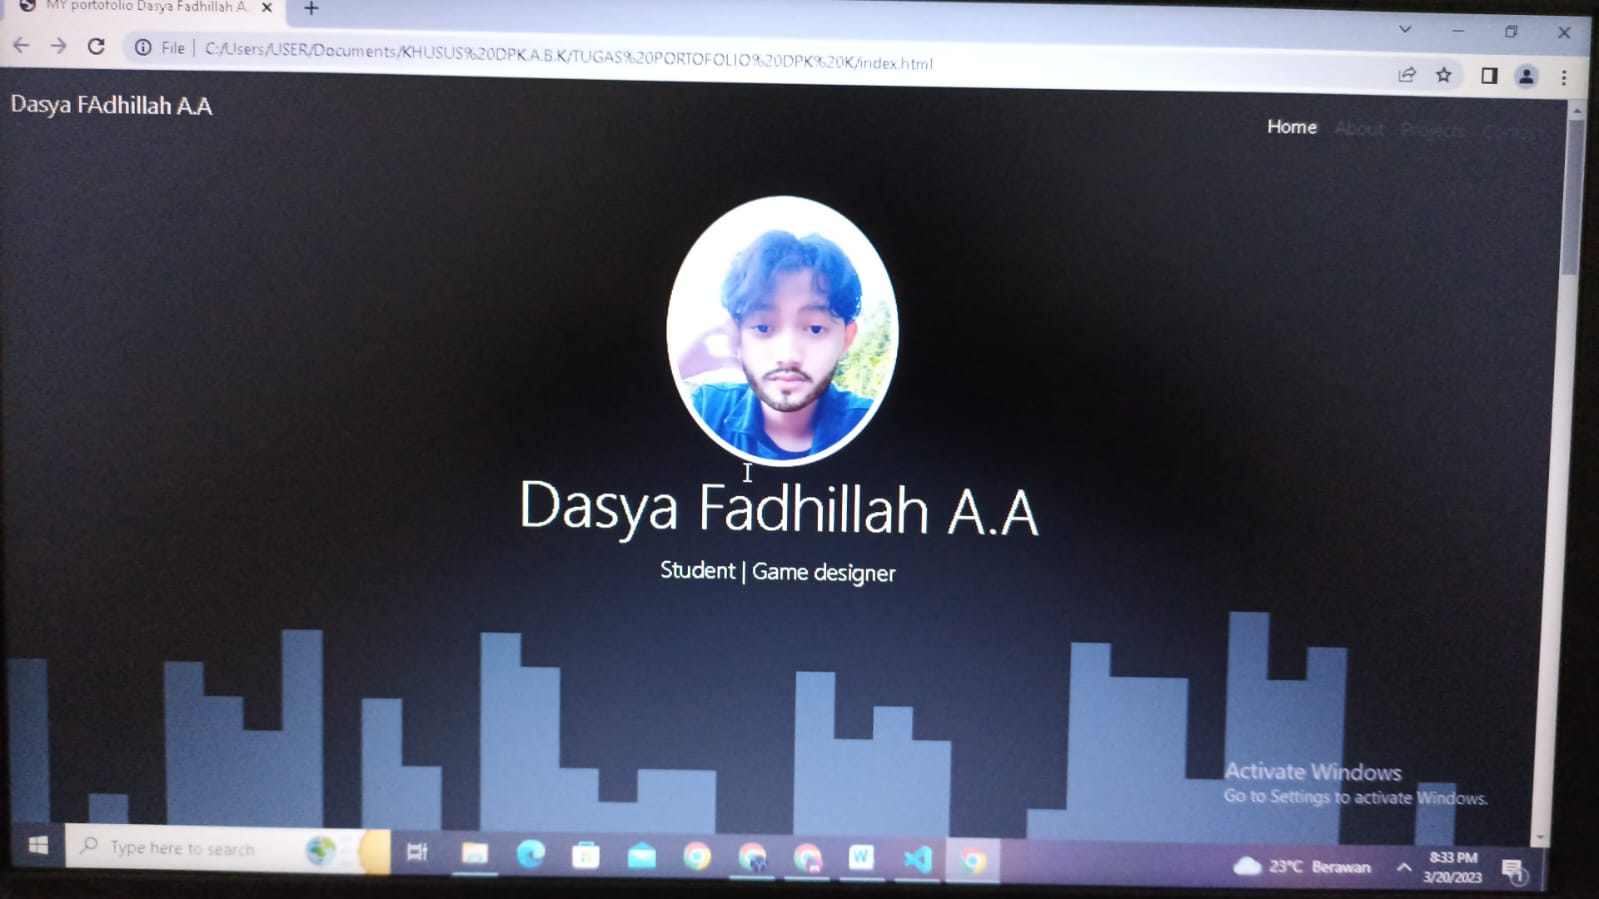 MY portofolio Dasya Fadhillah A.
File | C:/Users/USER/Documents/KHUSUS%20DPK.A.B.K/TUGAS%20PORTOFOLIO%20DPK%20K/index.html
Dasya FAdhillah A.A
Home About Projects Contact
Dasya Fadhillah A.A
Student | Game designer
Activate Windows
Go to Settings to activate Windows.
Type here to search
W
23°C Berawan
8:33 PM
3/20/2023
1